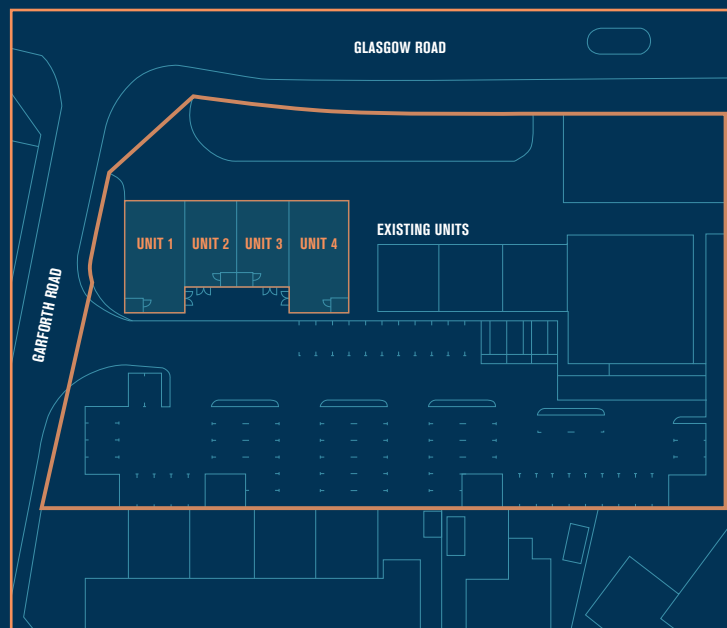 GLASGOW ROAD
EXISTING UNITS
UNIT 1
UNIT 2
UNIT 3
UNIT 4
GARFORTH ROAD